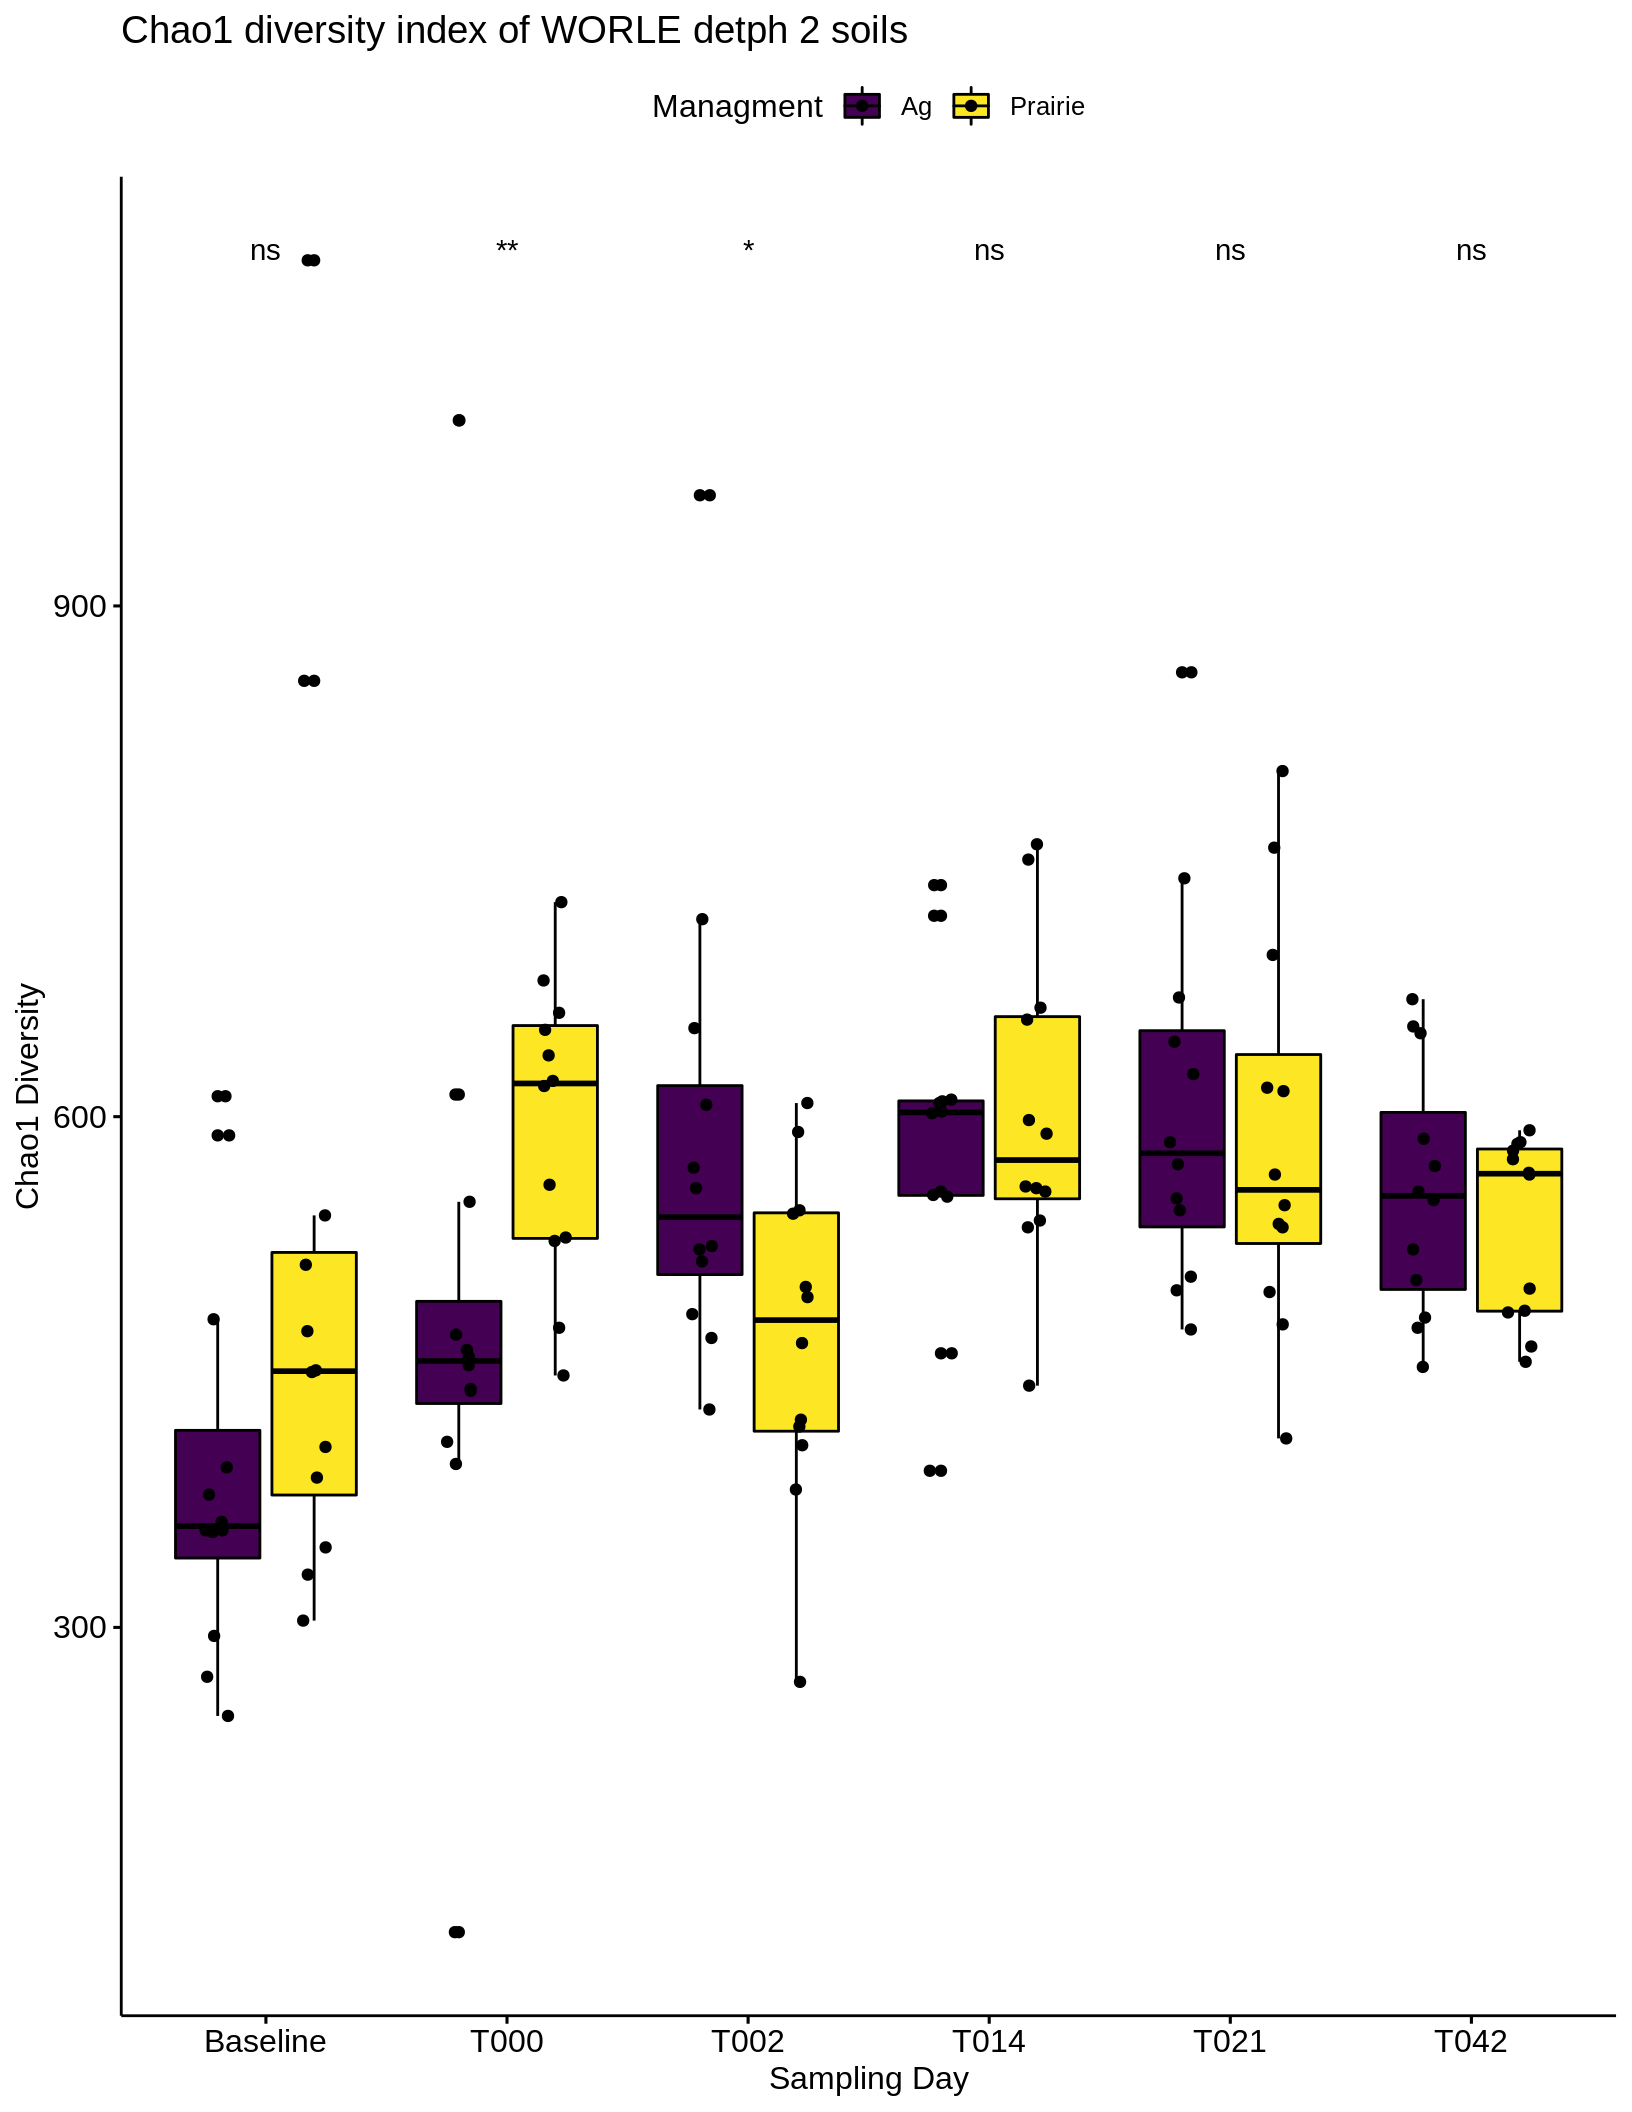 Chao1 diversity index of WORLE detph 2 soils
Managment Ag Prairie
ns ** * ns ns ns
900
600
300
Chao1 Diversity
Baseline T000 T002 T014 T021 T042
Sampling Day